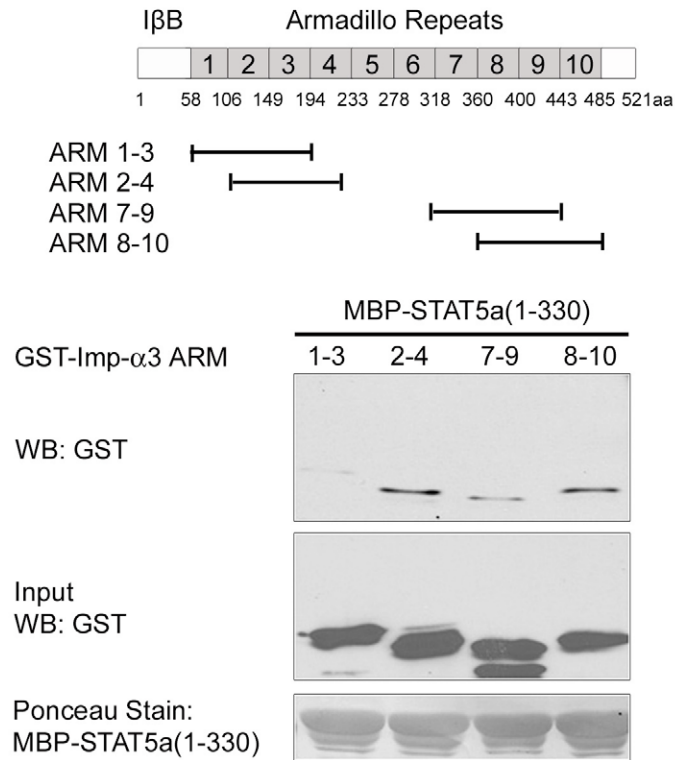 IβB Armadillo Repeats
1 2 3 4 5 6 7 8 9 10
1 58 106 149 194 233 278 318 360 400 443 485 521aa
ARM 1-3
ARM 2-4
ARM 7-9
ARM 8-10
MBP-STAT5a(1-330)
GST-Imp-α3 ARM 1-3 2-4 7-9 8-10
WB: GST
Input
WB: GST
Ponceau Stain:
MBP-STAT5a(1-330)